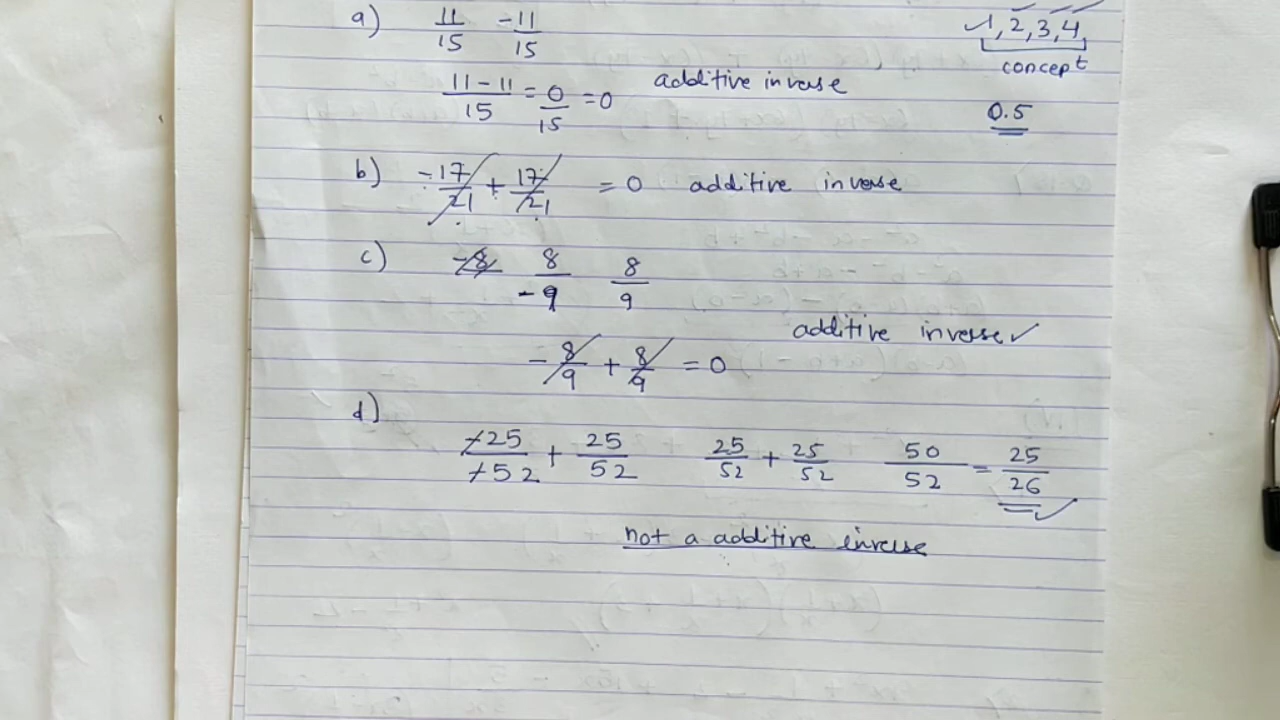 a) 11/15 -11/15
1, 2, 3, 4,
concept
11-11/15 = 0/15 = 0 additive inverse
0.5
b) -17/21 + 17/21 = 0 additive inverse
c) -8 8/-9 8/9
additive inverse ✓
-8/9 + 8/9 = 0
d)
-25/-52 + 25/52 25/52 + 25/52 50/52 = 25/26 ✓
not a additive inverse